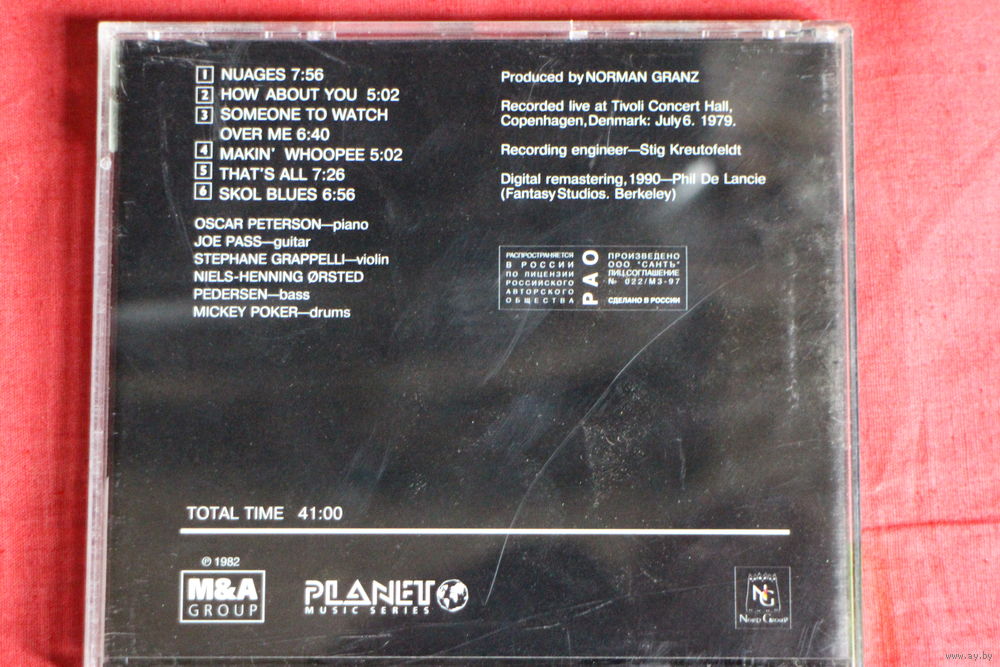 1 NUAGES 7:56
2 HOW ABOUT YOU 5:02
3 SOMEONE TO WATCH
OVER ME 6:40
4 MAKIN' WHOOPEE 5:02
5 THAT'S ALL 7:26
6 SKOL BLUES 6:56
OSCAR PETERSON—piano
JOE PASS—guitar
STEPHANE GRAPPELLI—violin
NIELS-HENNING ØRSTED
PEDERSEN—bass
MICKEY POKER—drums
Produced by NORMAN GRANZ
Recorded live at Tivoli Concert Hall,
Copenhagen, Denmark: July 6. 1979.
Recording engineer—Stig Kreutofeldt
Digital remastering, 1990—Phil De Lancie
(Fantasy Studios. Berkeley)
РАСПРОСТРАНЯЕТСЯ
В РОССИИ
ПО ЛИЦЕНЗИИ
РОССИЙСКОГО
АВТОРСКОГО
ОБЩЕСТВА
РАО
ПРОИЗВЕДЕНО
ООО "САНТЪ"
ЛИЦ.СОГЛАШЕНИЕ
№ 022/МЗ-97
СДЕЛАНО В РОССИИ
TOTAL TIME 41:00
℗ 1982
M&A
GROUP
PLANET
MUSIC SERIES
NG
NORD GROUP
www.ay.by